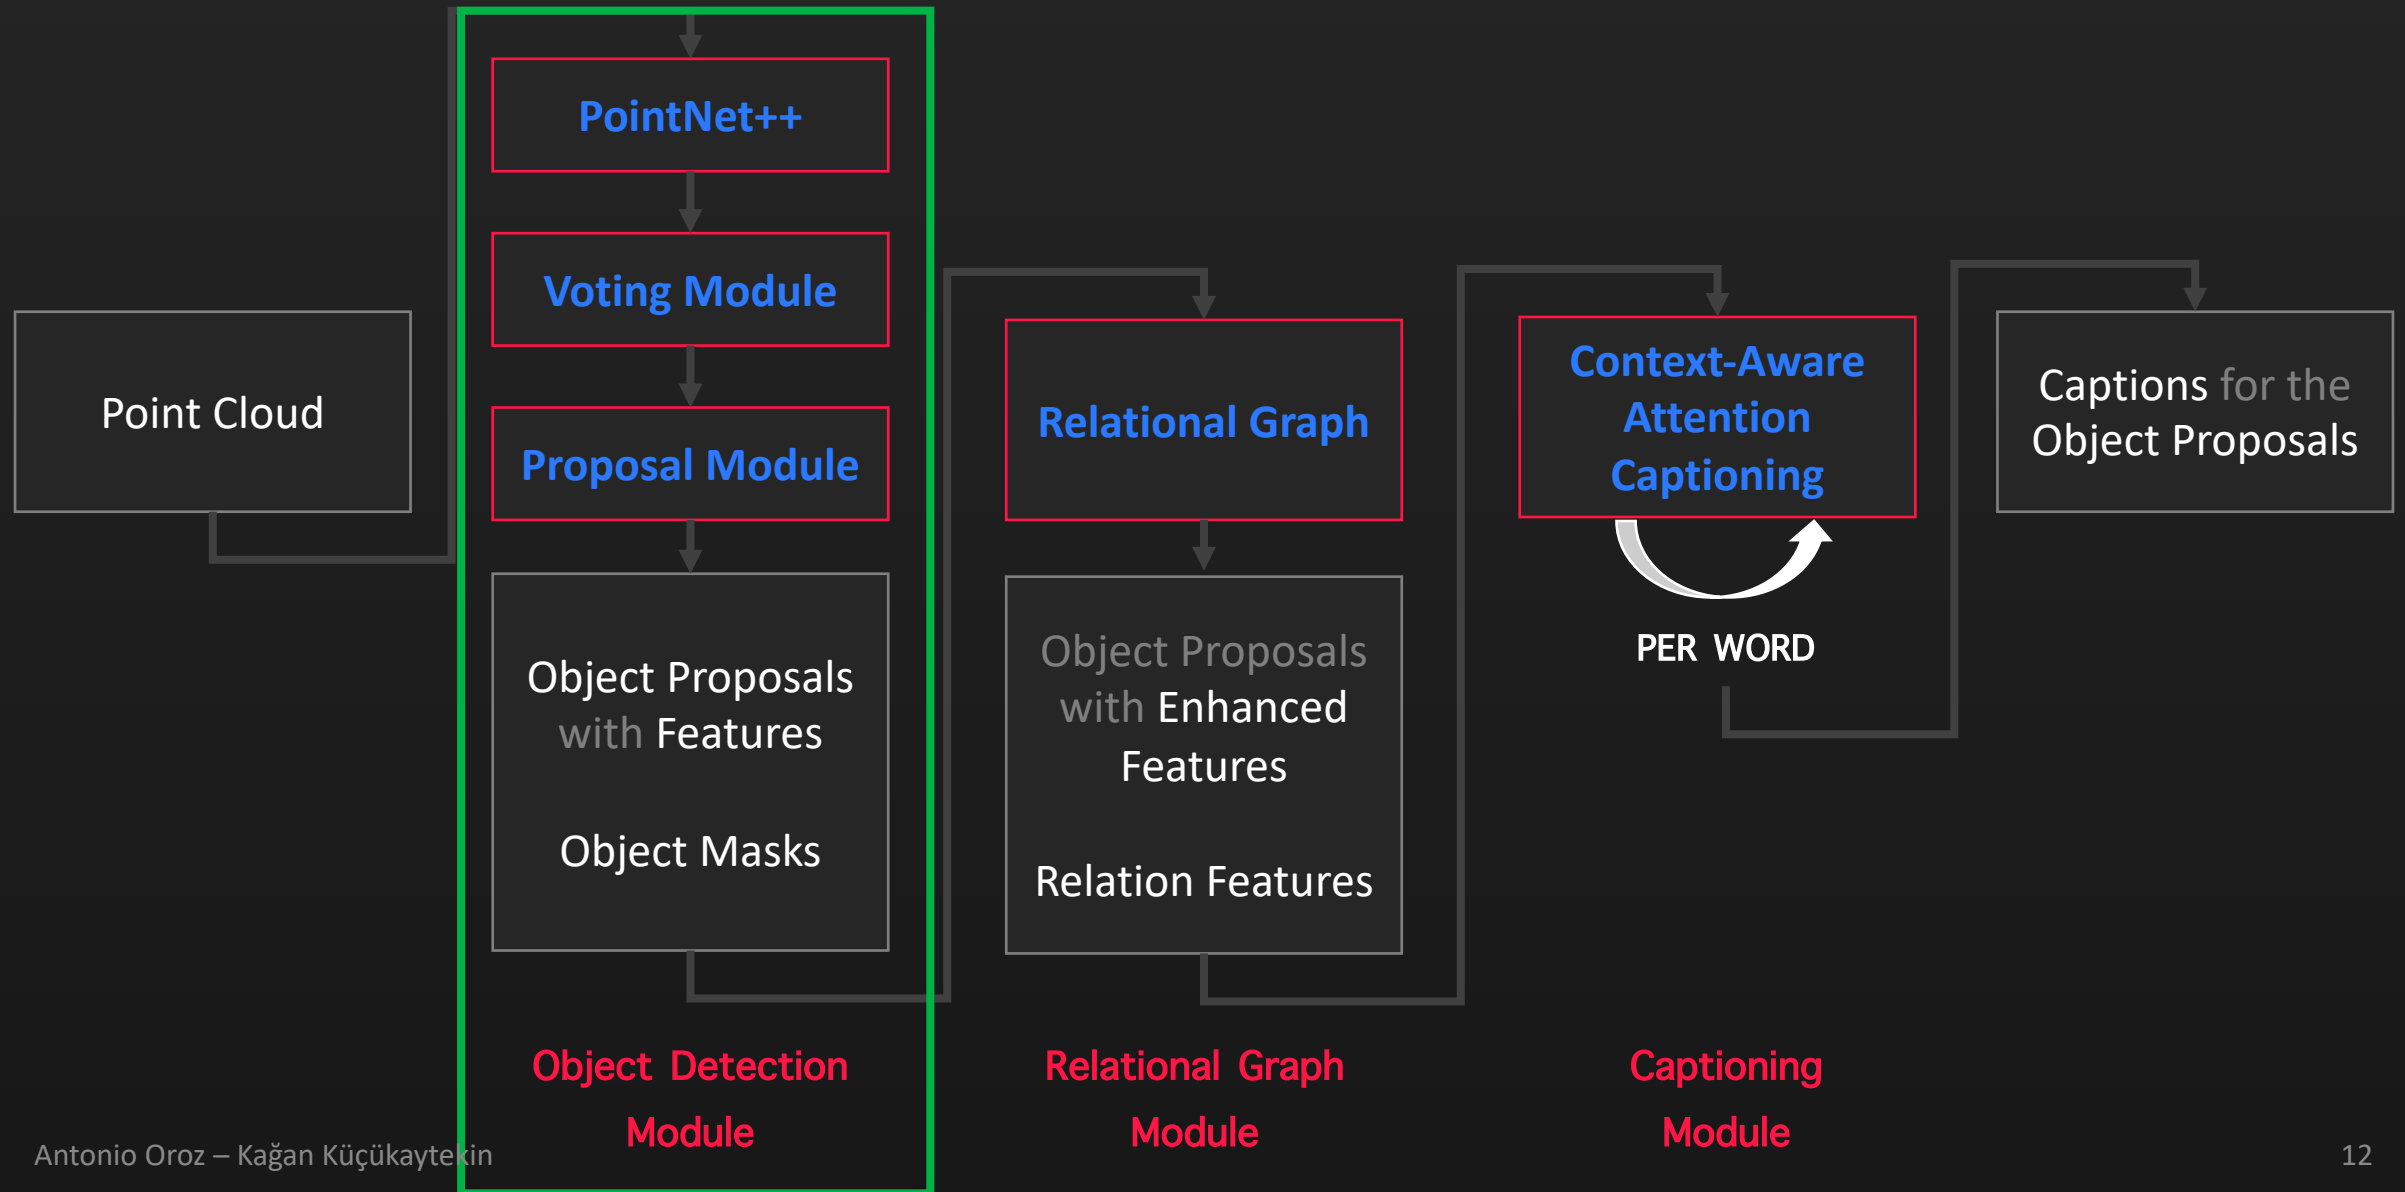 Point Cloud
PointNet++
Voting Module
Proposal Module
Object Proposals
with Features
Object Masks
Object Detection
Module
Relational Graph
Object Proposals
with Enhanced
Features
Relation Features
Relational Graph
Module
Context-Aware
Attention
Captioning
PER WORD
Captioning
Module
Captions for the
Object Proposals
Antonio Oroz – Kağan Küçükaytekin
12